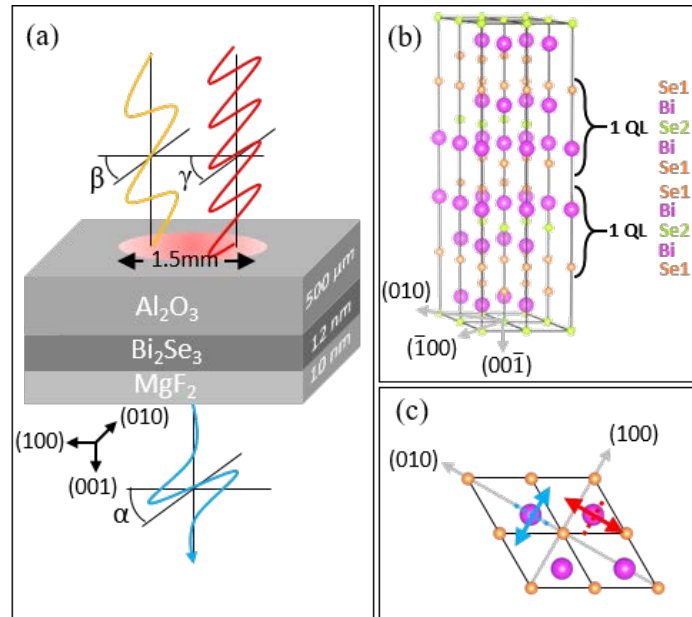 (a)
β
γ
1.5mm
500 μm
Al₂O₃
12 nm
Bi₂Se₃
10 nm
MgF₂
(010)
(100)
(001)
α
(b)
Se1
Bi
1 QL Se2
Bi
Se1
Se1
Bi
1 QL Se2
Bi
Se1
(010)
(1̅00)
(001̅)
(c)
(100)
(010)